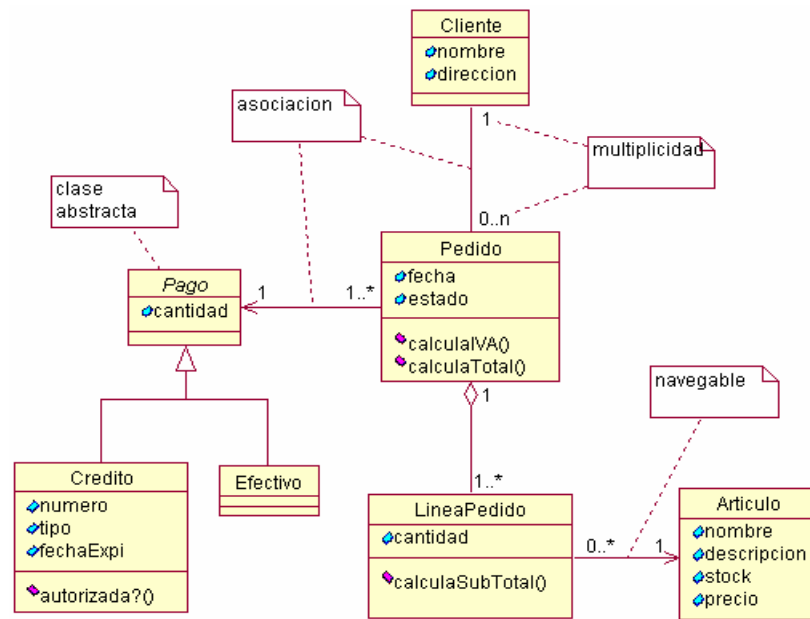 Cliente
nombre
direccion
asociacion
1
multiplicidad
0..n
clase
abstracta
Pedido
fecha
estado
calculaIVA()
calculaTotal()
Pago
cantidad
1
1..*
1
navegable
1..*
Credito
numero
tipo
fechaExpi
autorizada?()
Efectivo
LineaPedido
cantidad
calculaSubTotal()
0..*
1
Articulo
nombre
descripcion
stock
precio